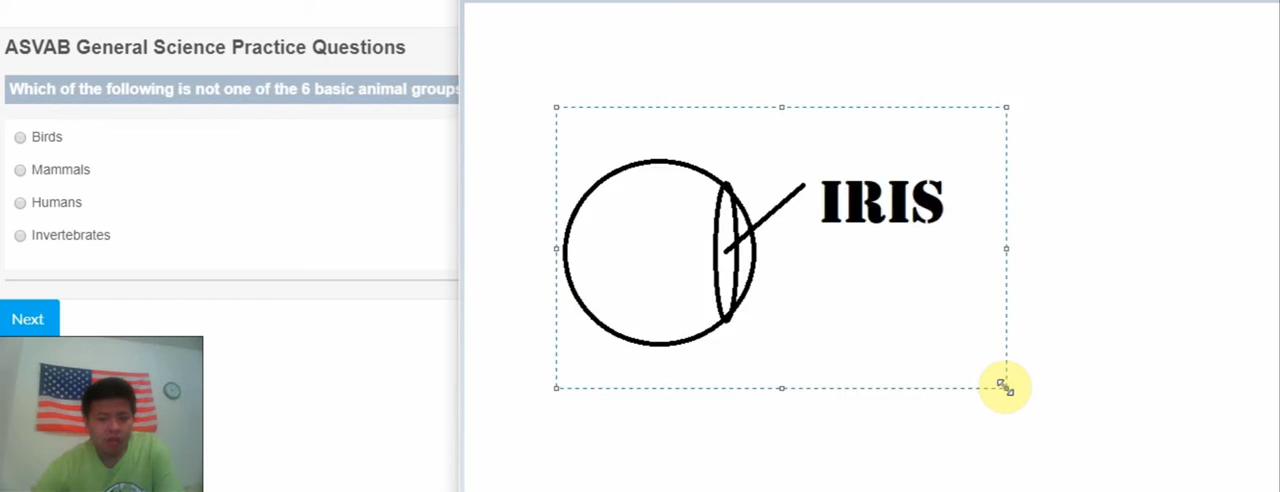 ASVAB General Science Practice Questions
Which of the following is not one of the 6 basic animal groups
Birds
Mammals
Humans
Invertebrates
Next
IRIS